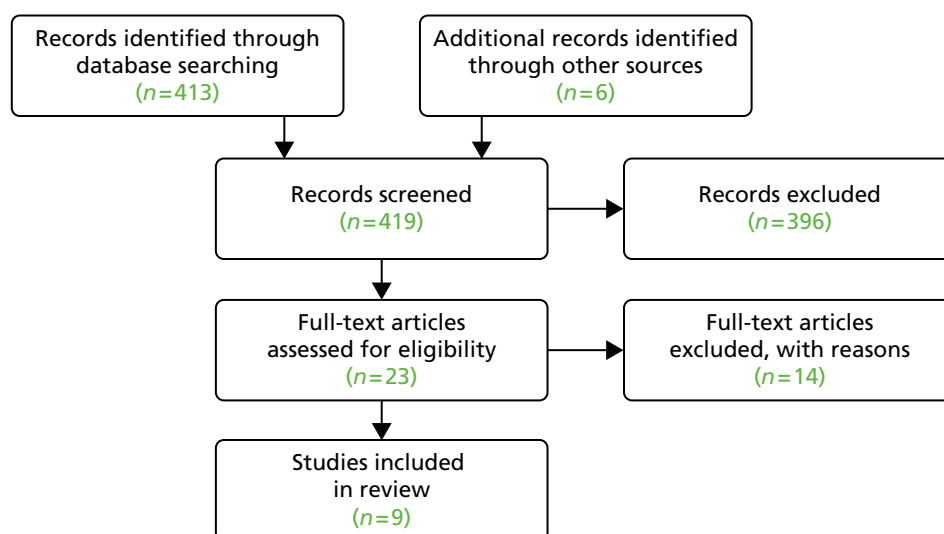 Records identified through
database searching
(n=413)
Additional records identified
through other sources
(n=6)
Records screened
(n=419)
Records excluded
(n=396)
Full-text articles
assessed for eligibility
(n=23)
Full-text articles
excluded, with reasons
(n=14)
Studies included
in review
(n=9)